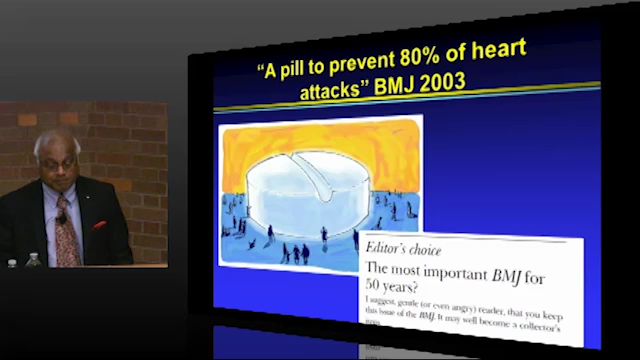 “A pill to prevent 80% of heart
attacks” BMJ 2003
Editor's choice
The most important BMJ for
50 years?
I suggest, gentle (or even angry) reader, that you keep
this issue of the BMJ. It may well become a collector's